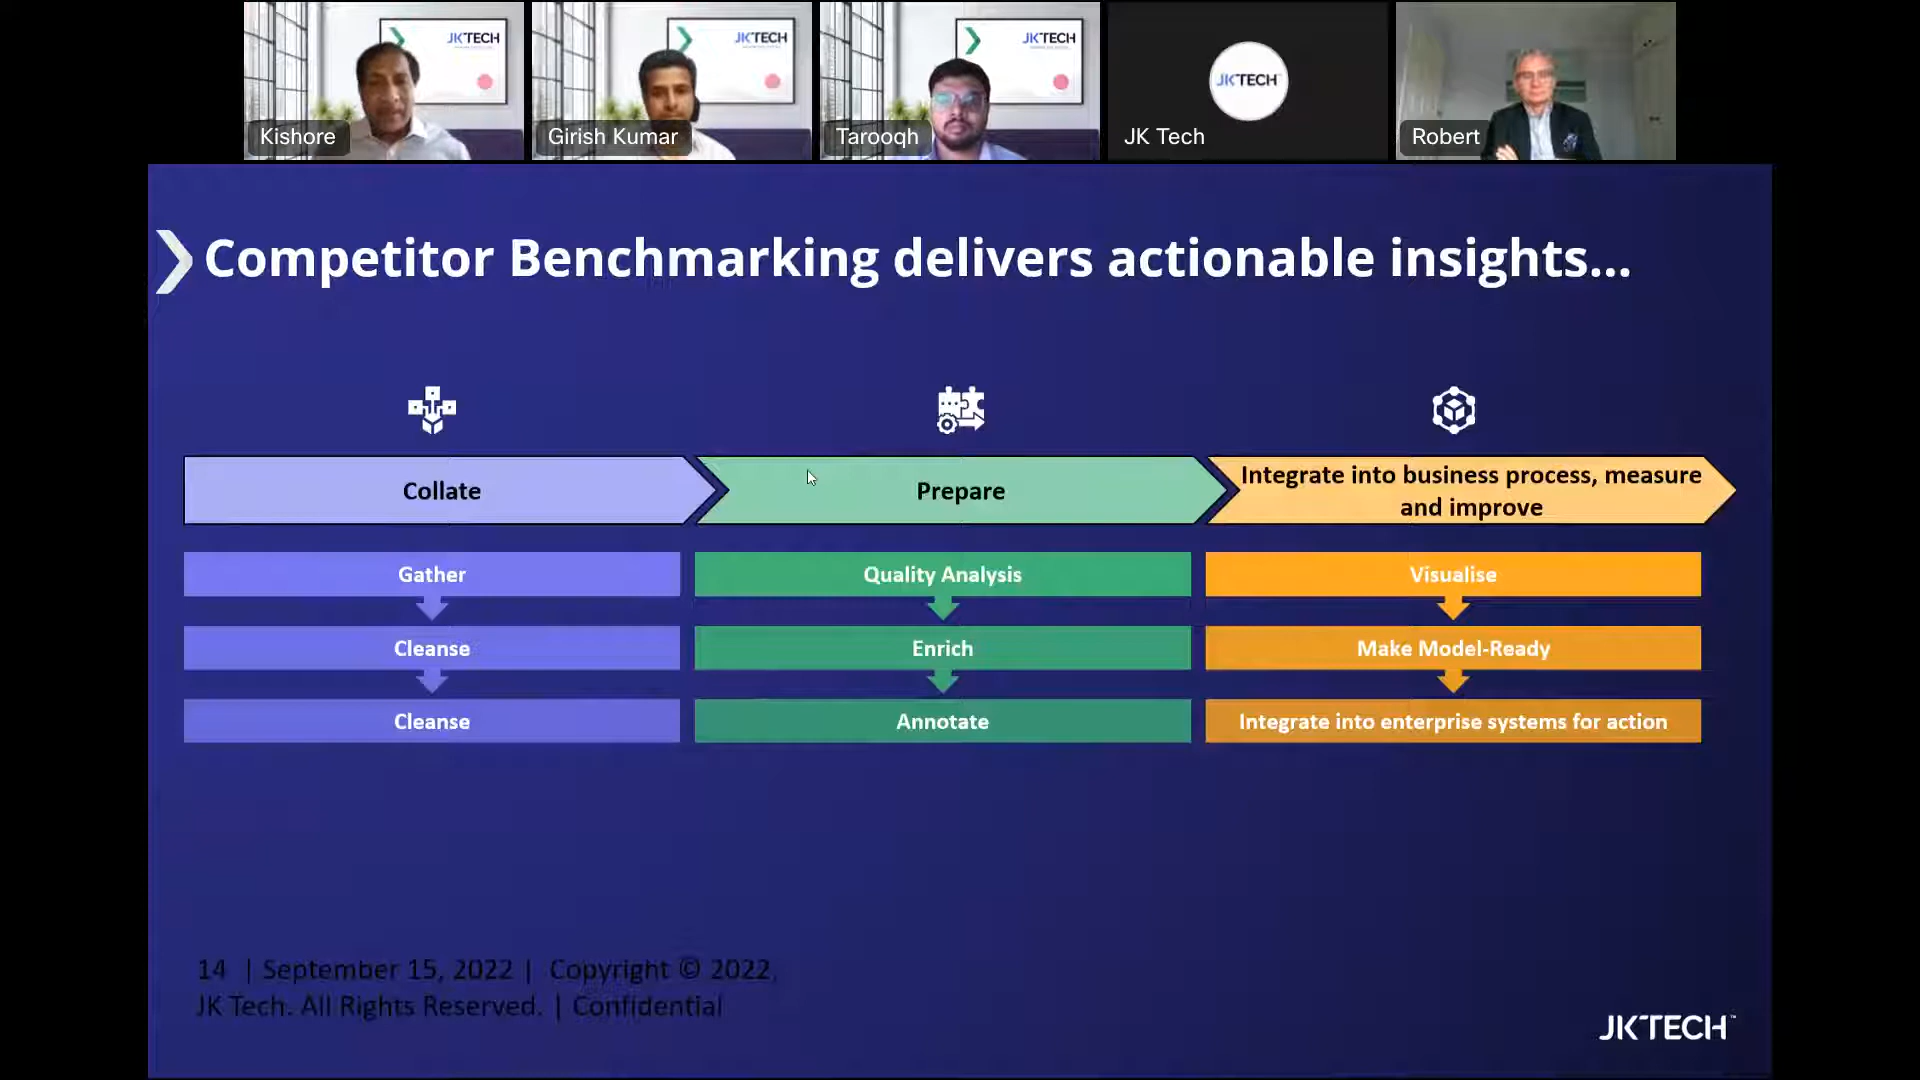 JKTECH
JKTECH
JKTECH
JKTECH
Kishore
Girish Kumar
Tarooqh
JK Tech
Robert
Competitor Benchmarking delivers actionable insights...
Collate
Prepare
Integrate into business process, measure
and improve
Gather
Quality Analysis
Visualise
Cleanse
Enrich
Make Model-Ready
Cleanse
Annotate
Integrate into enterprise systems for action
14 | September 15, 2022 | Copyright © 2022,
JK Tech. All Rights Reserved. | Confidential
JKTECH™